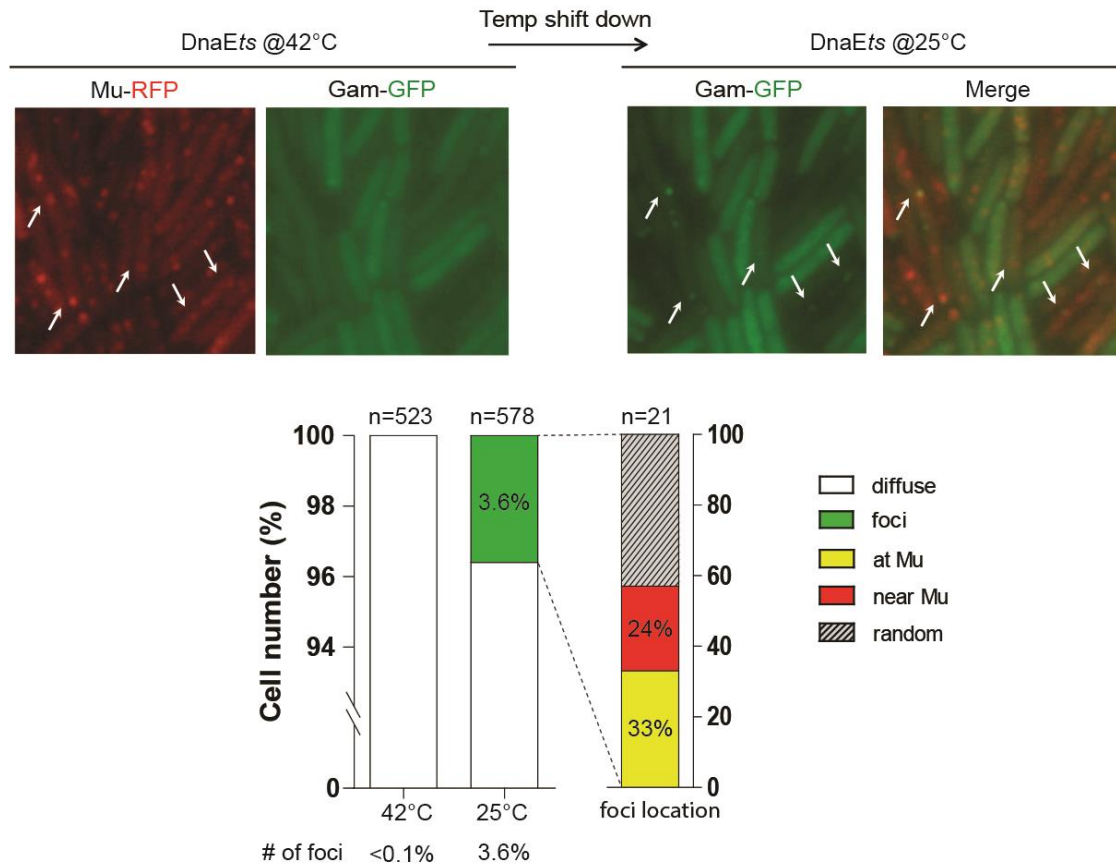 Temp shift down
DnaEts @42°C
DnaEts @25°C
Mu-RFP
Gam-GFP
Gam-GFP
Merge
n=523
n=578
n=21
100
98
96
94
0
Cell number (%)
3.6%
24%
33%
100
80
60
40
20
0
diffuse
foci
at Mu
near Mu
random
42°C
25°C
foci location
# of foci
<0.1%
3.6%